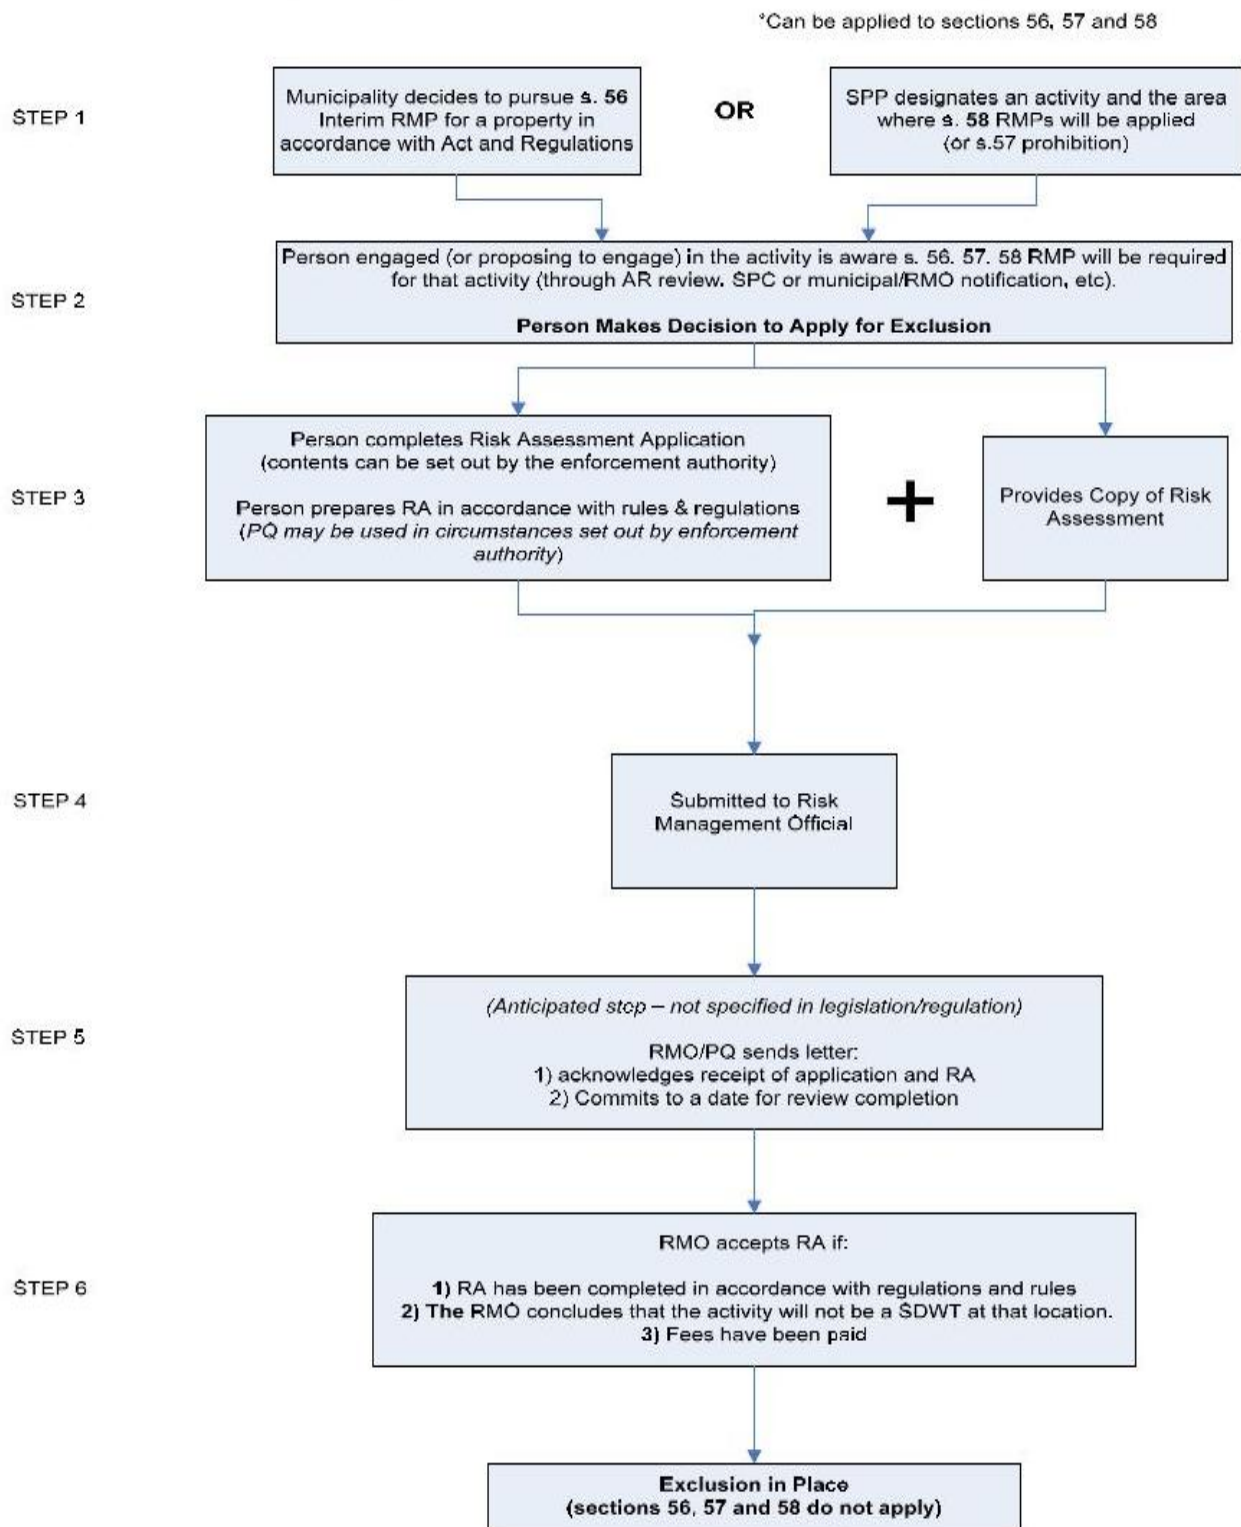 *Can be applied to sections 56, 57 and 58
STEP 1
Municipality decides to pursue s. 56
Interim RMP for a property in
accordance with Act and Regulations
OR
SPP designates an activity and the area
where s. 58 RMPs will be applied
(or s.57 prohibition)
STEP 2
Person engaged (or proposing to engage) in the activity is aware s. 56. 57. 58 RMP will be required
for that activity (through AR review. SPC or municipal/RMO notification, etc).
Person Makes Decision to Apply for Exclusion
STEP 3
Person completes Risk Assessment Application
(contents can be set out by the enforcement authority)
Person prepares RA in accordance with rules & regulations
(PQ may be used in circumstances set out by enforcement
authority)
+
Provides Copy of Risk
Assessment
STEP 4
Submitted to Risk
Management Official
STEP 5
(Anticipated step – not specified in legislation/regulation)
RMO/PQ sends letter:
1) acknowledges receipt of application and RA
2) Commits to a date for review completion
STEP 6
RMO accepts RA if:
1) RA has been completed in accordance with regulations and rules
2) The RMO concludes that the activity will not be a SDWT at that location.
3) Fees have been paid
Exclusion in Place
(sections 56, 57 and 58 do not apply)